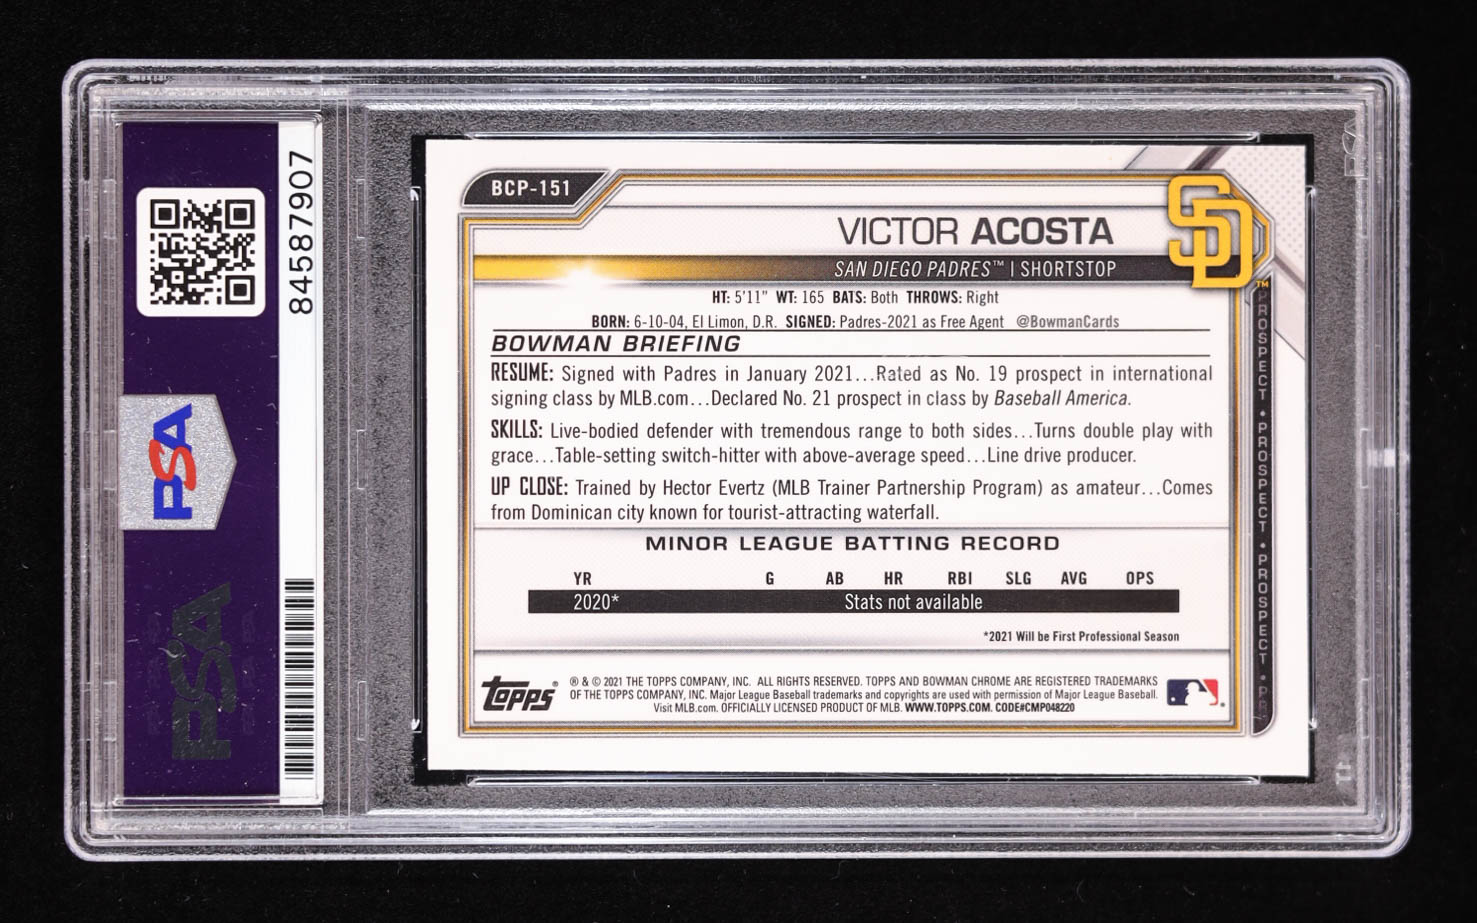 84587907
PSA
PSA
BCP-151
VICTOR ACOSTA
SD™
SAN DIEGO PADRES™ | SHORTSTOP
HT: 5'11" WT: 165 BATS: Both THROWS: Right
BORN: 6-10-04, El Limon, D.R. SIGNED: Padres-2021 as Free Agent @BowmanCards
BOWMAN BRIEFING
RESUME: Signed with Padres in January 2021...Rated as No. 19 prospect in international
signing class by MLB.com...Declared No. 21 prospect in class by Baseball America.
SKILLS: Live-bodied defender with tremendous range to both sides...Turns double play with
grace...Table-setting switch-hitter with above-average speed...Line drive producer.
UP CLOSE: Trained by Hector Evertz (MLB Trainer Partnership Program) as amateur...Comes
from Dominican city known for tourist-attracting waterfall.
MINOR LEAGUE BATTING RECORD
YR G AB HR RBI SLG AVG OPS
2020* Stats not available
*2021 Will be First Professional Season
TOPPS®
® & © 2021 THE TOPPS COMPANY, INC. ALL RIGHTS RESERVED. TOPPS AND BOWMAN CHROME ARE REGISTERED TRADEMARKS
OF THE TOPPS COMPANY, INC. Major League Baseball trademarks and copyrights are used with permission of Major League Baseball.
Visit MLB.com. OFFICIALLY LICENSED PRODUCT OF MLB. WWW.TOPPS.COM. CODE#CMP048220
PROSPECT • PROSPECT • PROSPECT • PR
PSA